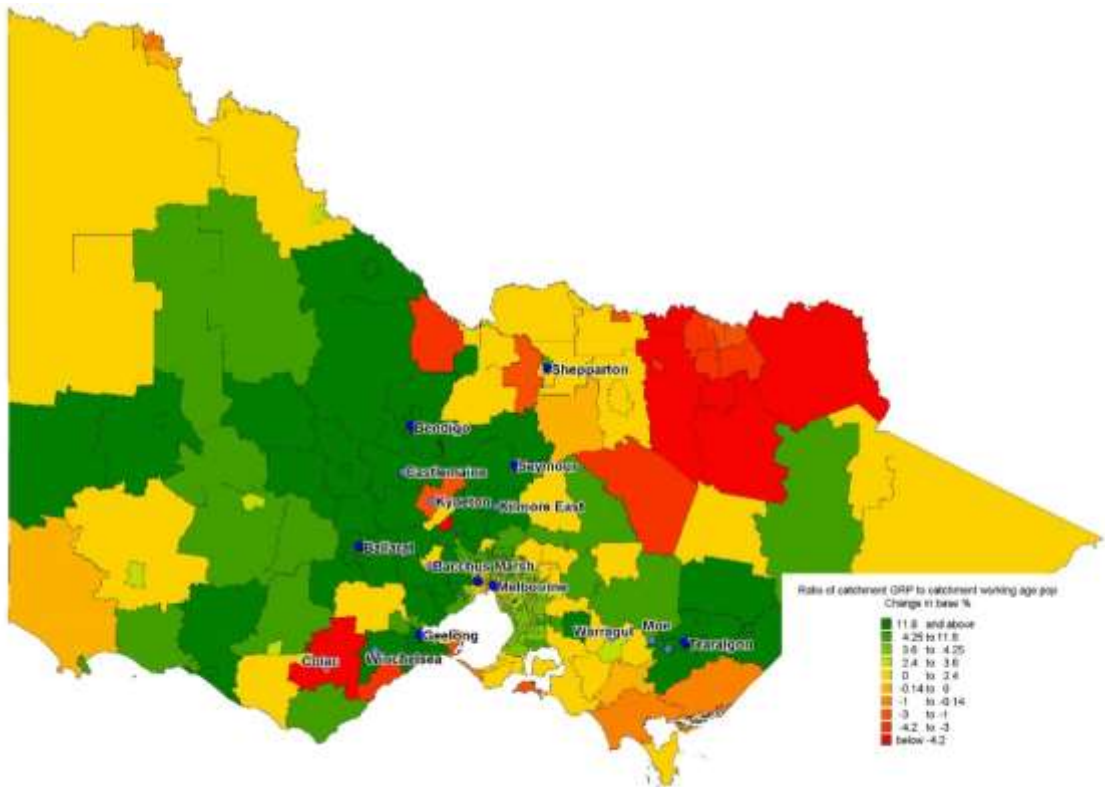 Shepparton
Bendigo
Castlemaine
Seymour
Kyneton
Kilmore East
Ballarat
Bacchus Marsh
Melbourne
Geelong
Warragul
Moe
Traralgon
Colac
Winchelsea
Ratio of catchment GRP to catchment working age pop
Change in base %
11.8 and above
4.25 to 11.8
3.6 to 4.25
2.4 to 3.6
0 to 2.4
-0.14 to 0
-1 to -0.14
-3 to -1
-4.2 to -3
below -4.2